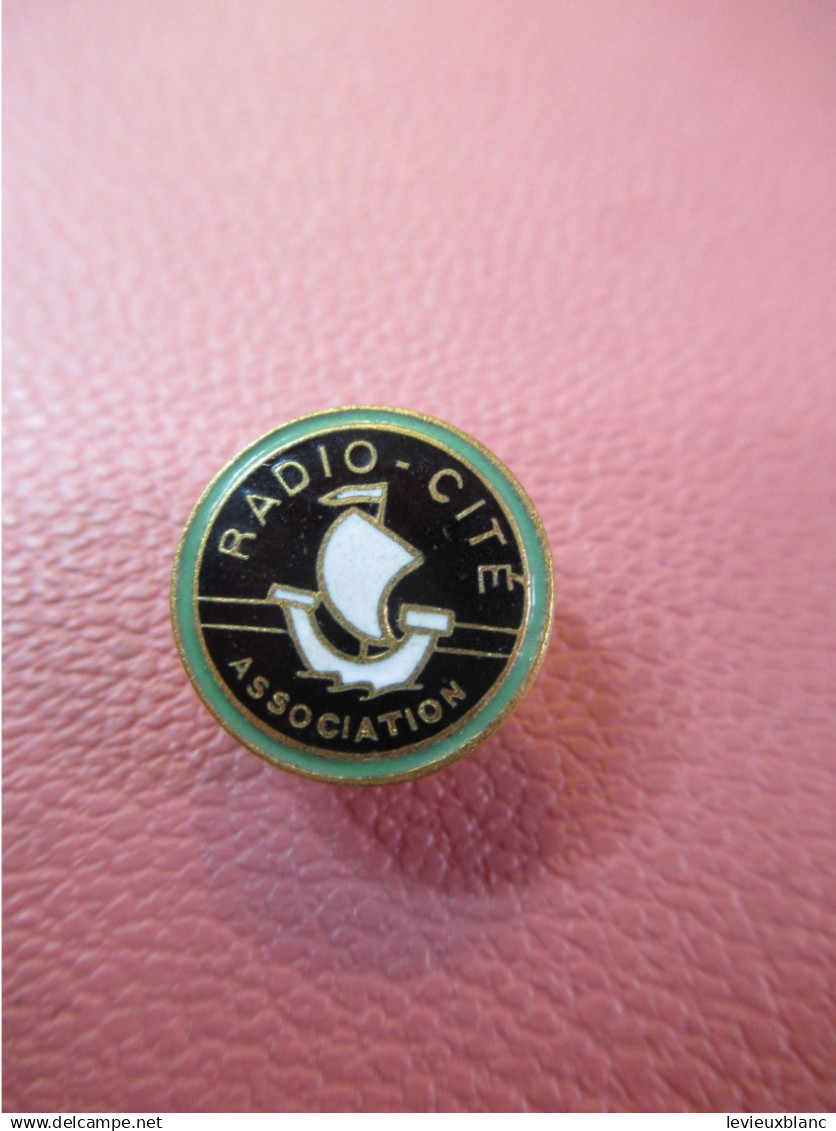 RADIO-CITÉ
ASSOCIATION
www.delcampe.net
levieuxblanc